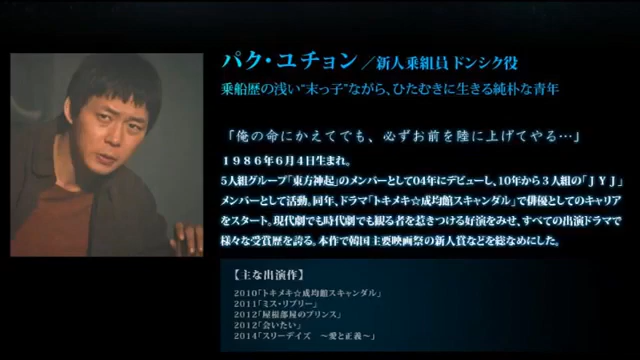 パク・ユチョン／新人乗組員 ドンシク役
乗船歴の浅い“末っ子”ながら、ひたむきに生きる純朴な青年
「俺の命にかえてでも、必ずお前を陸に上げてやる…」
１９８６年６月４日生まれ。
5人組グループ「東方神起」のメンバーとして04年にデビューし、10年から３人組の「ＪＹＪ」
メンバーとして活動。同年、ドラマ「トキメキ☆成均館スキャンダル」で俳優としてのキャリア
をスタート。現代劇でも時代劇でも観る者を惹きつける好演をみせ、すべての出演ドラマで
様々な受賞歴を誇る。本作で韓国主要映画祭の新人賞などを総なめにした。
【主な出演作】
2010「トキメキ☆成均館スキャンダル」
2011「ミス・リプリー」
2012「屋根部屋のプリンス」
2012「会いたい」
2014「スリーデイズ　～愛と正義～」